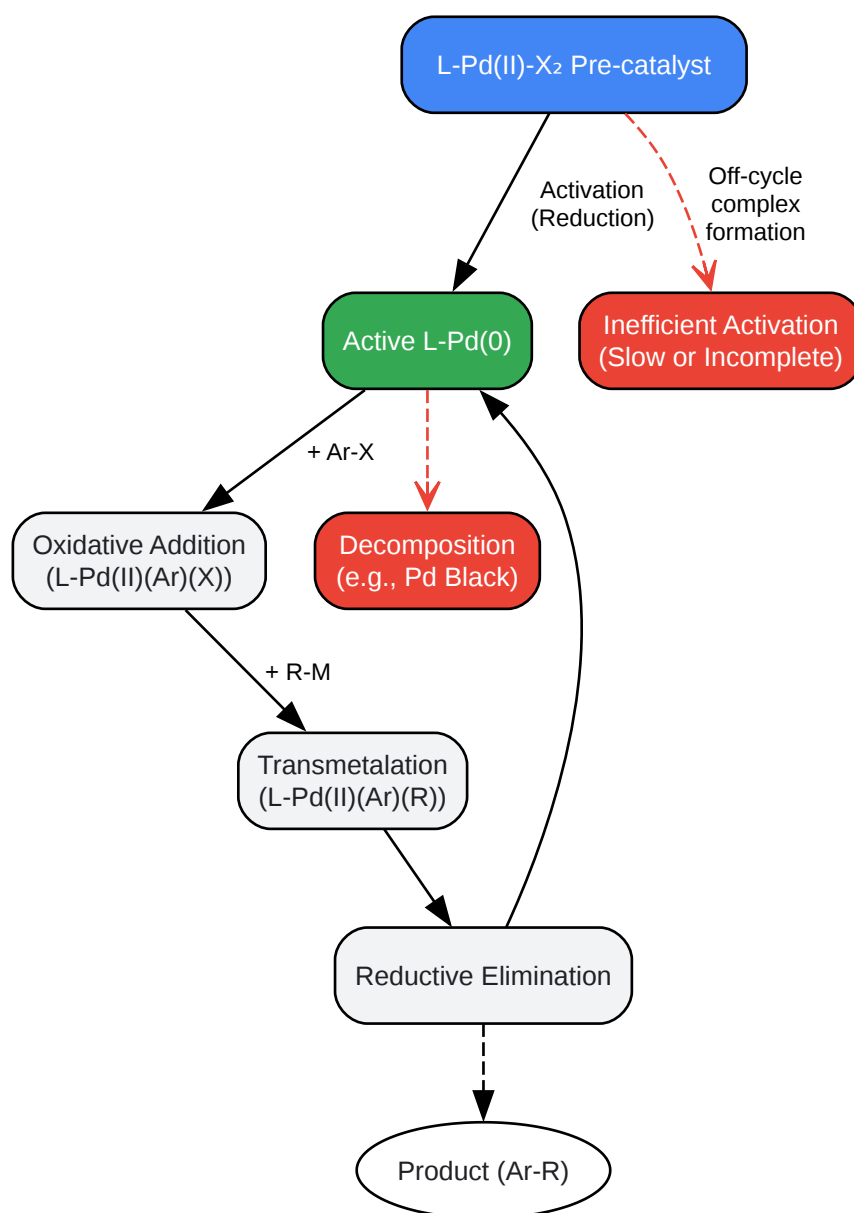 L-Pd(II)-X₂ Pre-catalyst
Activation
(Reduction)
Off-cycle
complex
formation
Active L-Pd(0)
Inefficient Activation
(Slow or Incomplete)
+ Ar-X
Oxidative Addition
(L-Pd(II)(Ar)(X))
Decomposition
(e.g., Pd Black)
+ R-M
Transmetalation
(L-Pd(II)(Ar)(R))
Reductive Elimination
Product (Ar-R)